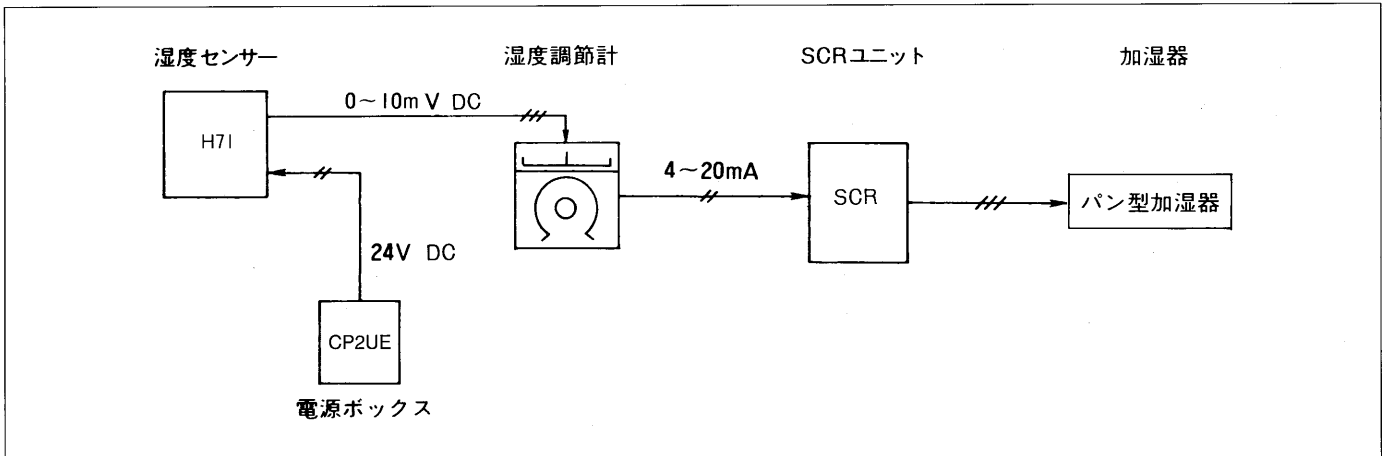 湿度センサー
湿度調節計
SCRユニット
加湿器
0～10mV DC
H7I
4～20mA
SCR
パン型加湿器
24V DC
CP2UE
電源ボックス